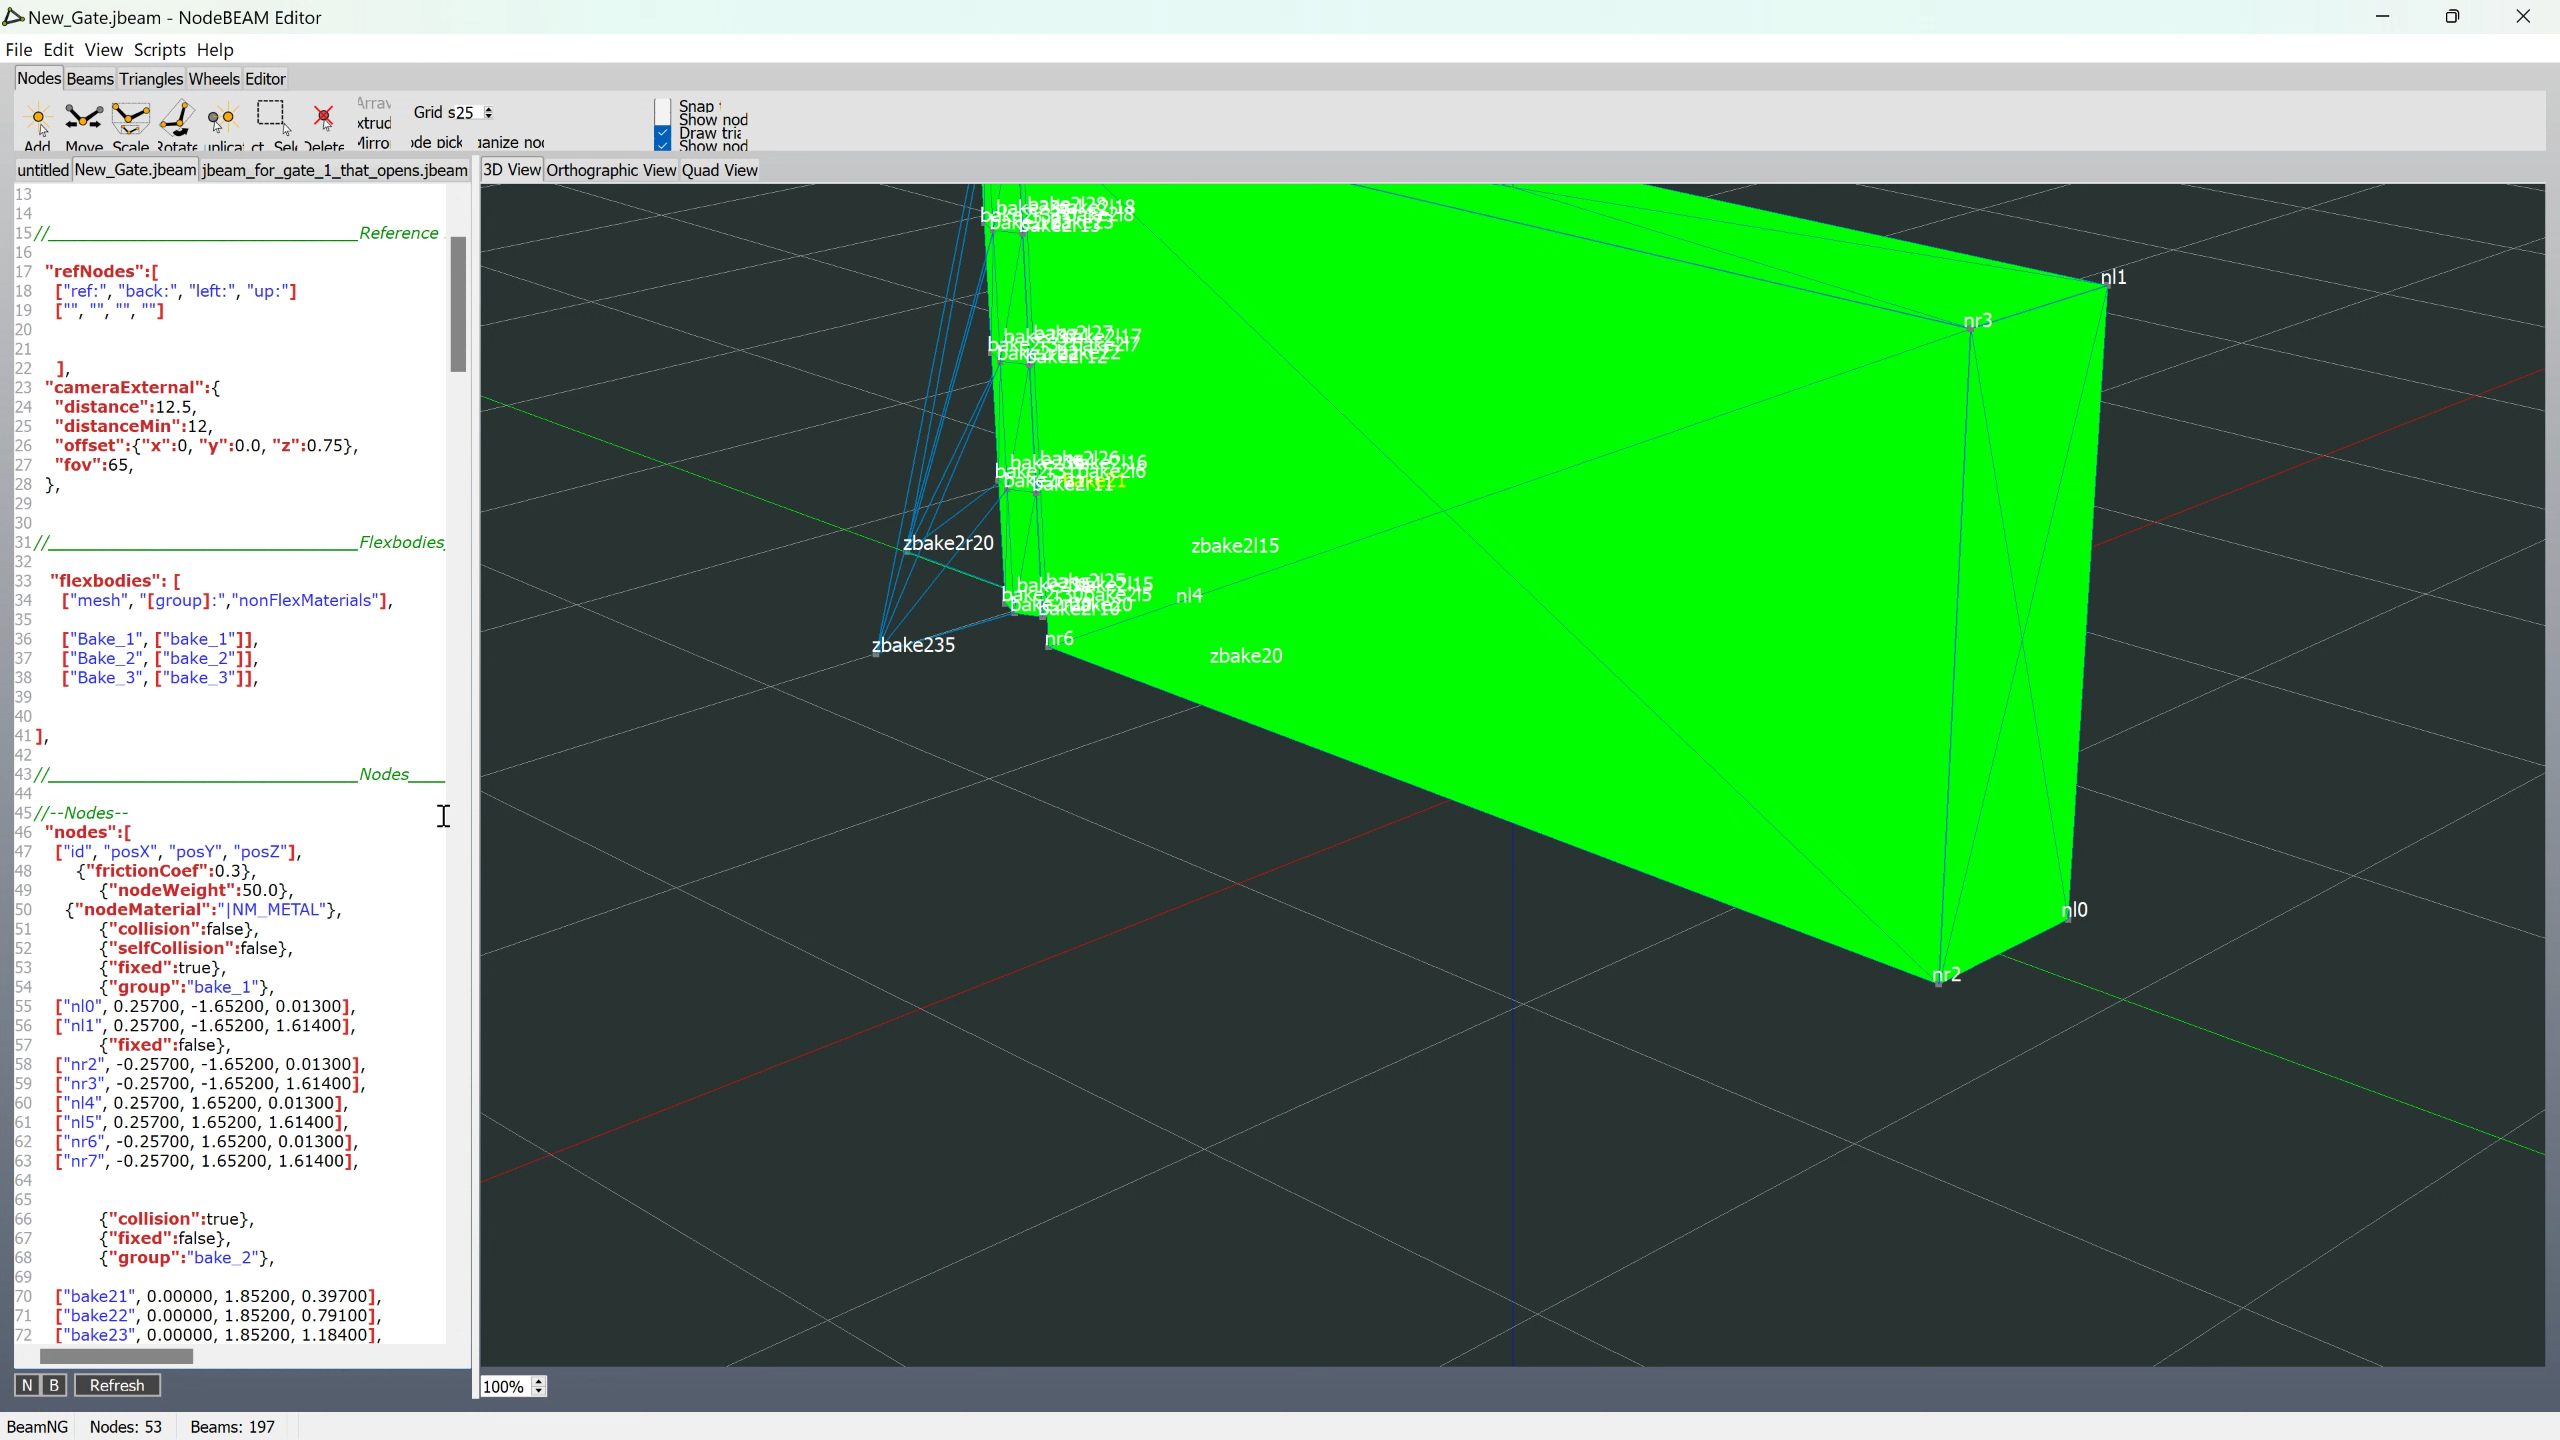 New_Gate.jbeam - NodeBEAM Editor
File Edit View Scripts Help
Nodes Beams Triangles Wheels Editor
Grid s 25
Add Move Scale Rotate Delete
Snap
Show nod
Draw tria
Show nod
ode pick
anize noc
untitled New_Gate.jbeam jbeam_for_gate_1_that_opens.jbeam
3D View Orthographic View Quad View
13
14
15 //________________________________Reference
16
17 "refNodes":[
18 ["ref:", "back:", "left:", "up:"]
19 ["", "", "", ""]
20
21
22 ],
23 "cameraExternal":{
24 "distance":12.5,
25 "distanceMin":12,
26 "offset":{"x":0, "y":0.0, "z":0.75},
27 "fov":65,
28 },
29
30
31 //________________________________Flexbodies
32
33 "flexbodies": [
34 ["mesh", "[group]:","nonFlexMaterials"],
35
36 ["Bake_1", ["bake_1"]],
37 ["Bake_2", ["bake_2"]],
38 ["Bake_3", ["bake_3"]],
39
40
41 ],
42
43 //________________________________Nodes____
44
45 //--Nodes--
46 "nodes":[
47 ["id", "posX", "posY", "posZ"],
48 {"frictionCoef":0.3},
49 {"nodeWeight":50.0},
50 {"nodeMaterial":"|NM_METAL"},
51 {"collision":false},
52 {"selfCollision":false},
53 {"fixed":true},
54 {"group":"bake_1"},
55 ["nl0", 0.25700, -1.65200, 0.01300],
56 ["nl1", 0.25700, -1.65200, 1.61400],
57 {"fixed":false},
58 ["nr2", -0.25700, -1.65200, 0.01300],
59 ["nr3", -0.25700, -1.65200, 1.61400],
60 ["nl4", 0.25700, 1.65200, 0.01300],
61 ["nl5", 0.25700, 1.65200, 1.61400],
62 ["nr6", -0.25700, 1.65200, 0.01300],
63 ["nr7", -0.25700, 1.65200, 1.61400],
64
65
66 {"collision":true},
67 {"fixed":false},
68 {"group":"bake_2"},
69
70 ["bake21", 0.00000, 1.85200, 0.39700],
71 ["bake22", 0.00000, 1.85200, 0.79100],
72 ["bake23", 0.00000, 1.85200, 1.18400],
nl1
nr3
zbake2r20
zbake2l15
nl4
nr6
zbake235
zbake20
nl0
nr2
N B Refresh
100%
BeamNG Nodes: 53 Beams: 197